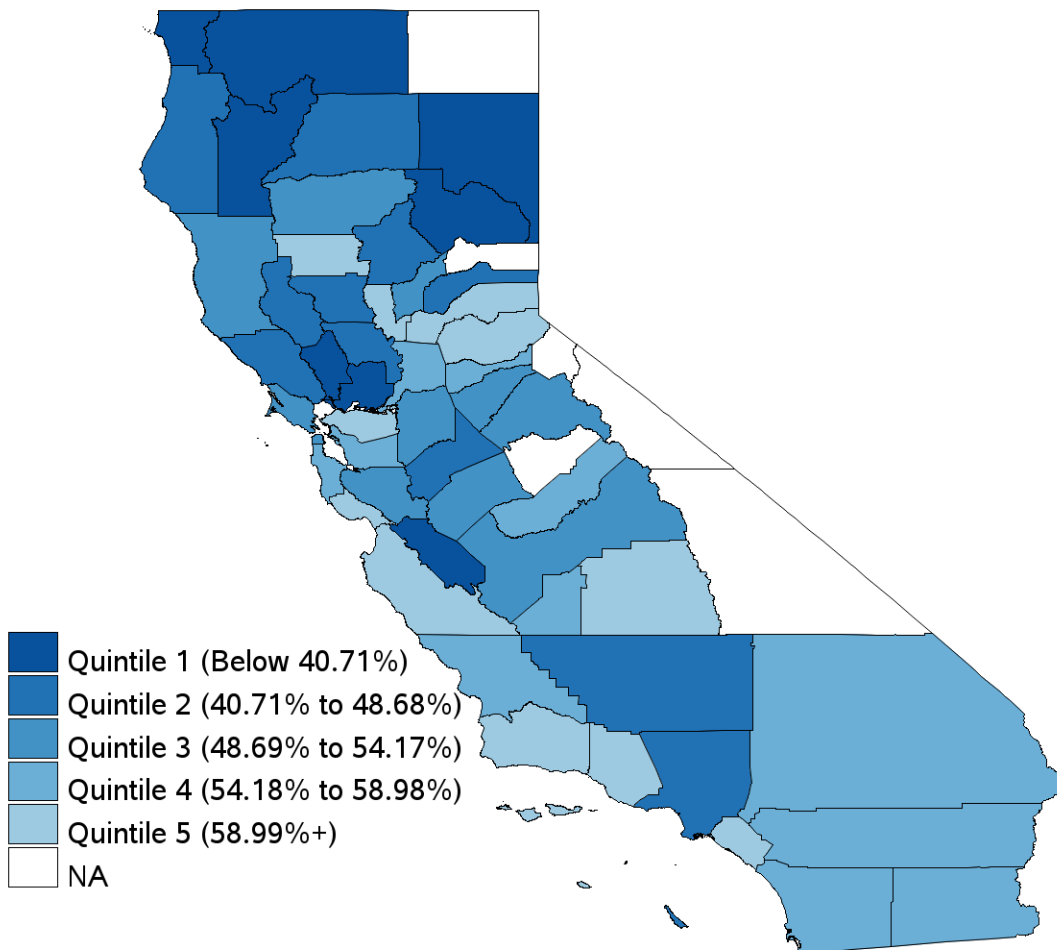 Quintile 1 (Below 40.71%)
Quintile 2 (40.71% to 48.68%)
Quintile 3 (48.69% to 54.17%)
Quintile 4 (54.18% to 58.98%)
Quintile 5 (58.99%+)
NA